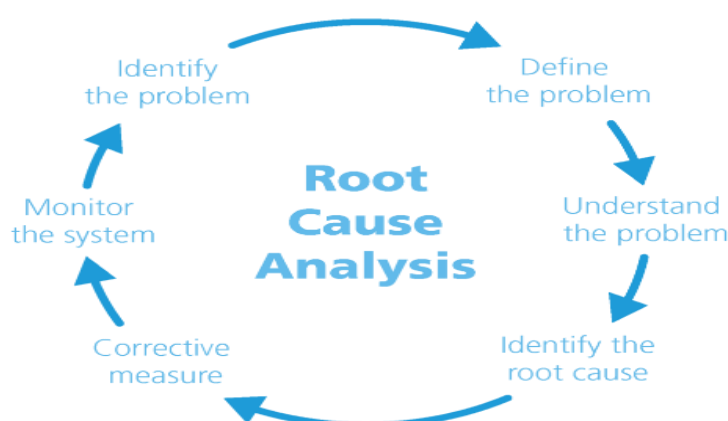 Identify
the problem
Define
the problem
Understand
the problem
Identify the
root cause
Corrective
measure
Monitor
the system
Root
Cause
Analysis